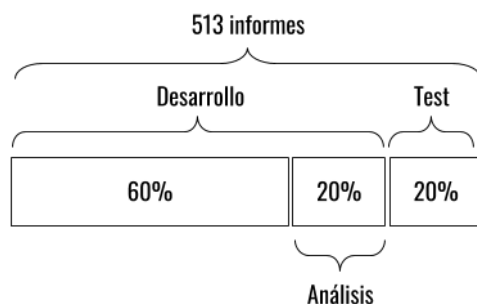 513 informes
Desarrollo Test
60% 20% 20%
Análisis